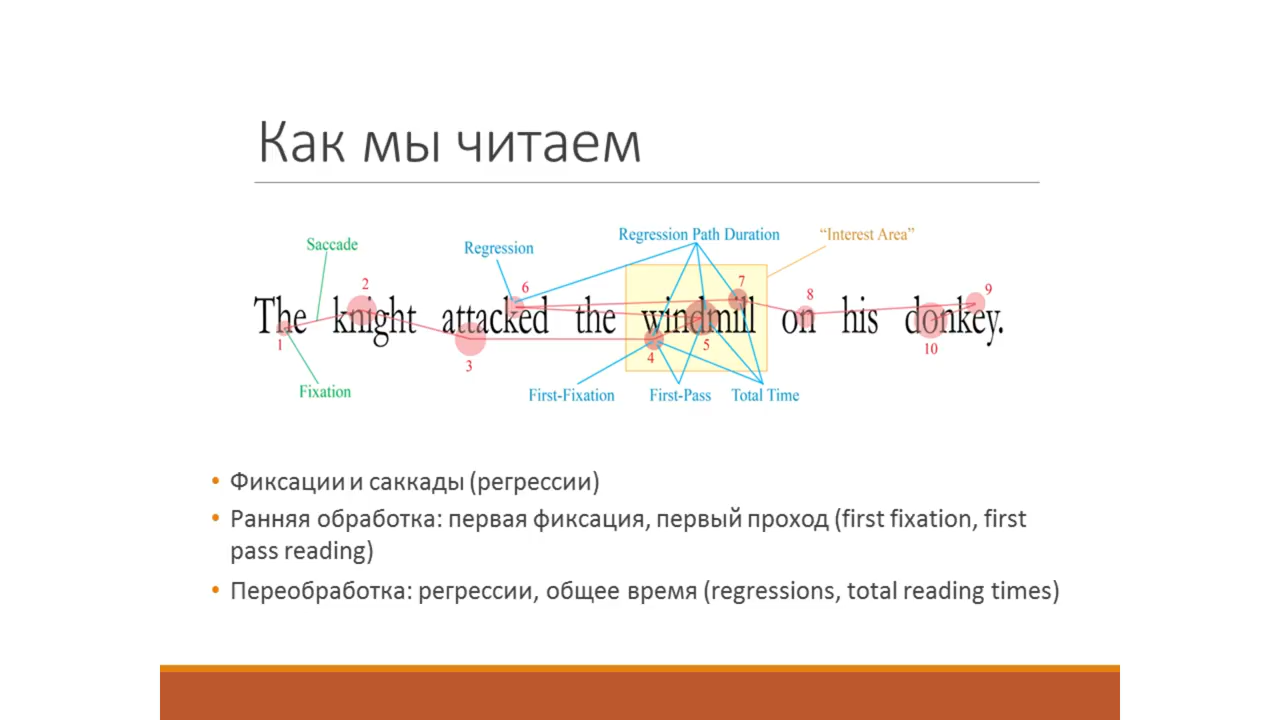 Как мы читаем
Saccade
Regression
Regression Path Duration
“Interest Area”
2
6
7
8
9
The knight attacked the windmill on his donkey.
1
3
4
5
10
Fixation
First-Fixation
First-Pass
Total Time
• Фиксации и саккады (регрессии)
• Ранняя обработка: первая фиксация, первый проход (first fixation, first
pass reading)
• Переобработка: регрессии, общее время (regressions, total reading times)